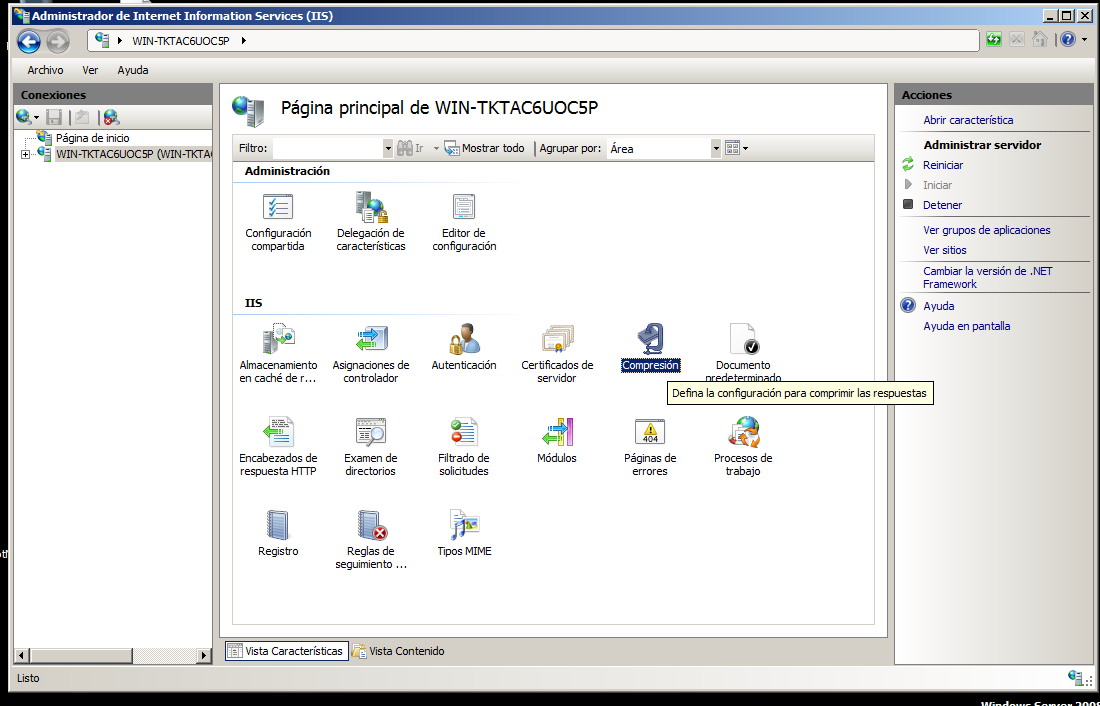 Administrador de Internet Information Services (IIS)
WIN-TKTAC6UOC5P
Archivo Ver Ayuda
Conexiones
Página de inicio
WIN-TKTAC6UOC5P (WIN-TKTA
Página principal de WIN-TKTAC6UOC5P
Filtro: Ir Mostrar todo Agrupar por: Área
Administración
Configuración compartida
Delegación de características
Editor de configuración
IIS
Almacenamiento en caché de r...
Asignaciones de controlador
Autenticación
Certificados de servidor
Compresión
Documento predeterminado
Defina la configuración para comprimir las respuestas
Encabezados de respuesta HTTP
Examen de directorios
Filtrado de solicitudes
Módulos
404
Páginas de errores
Procesos de trabajo
Registro
Reglas de seguimiento ...
Tipos MIME
Vista Características Vista Contenido
Acciones
Abrir característica
Administrar servidor
Reiniciar
Iniciar
Detener
Ver grupos de aplicaciones
Ver sitios
Cambiar la versión de .NET
Framework
Ayuda
Ayuda en pantalla
Listo
Windows Server 2008